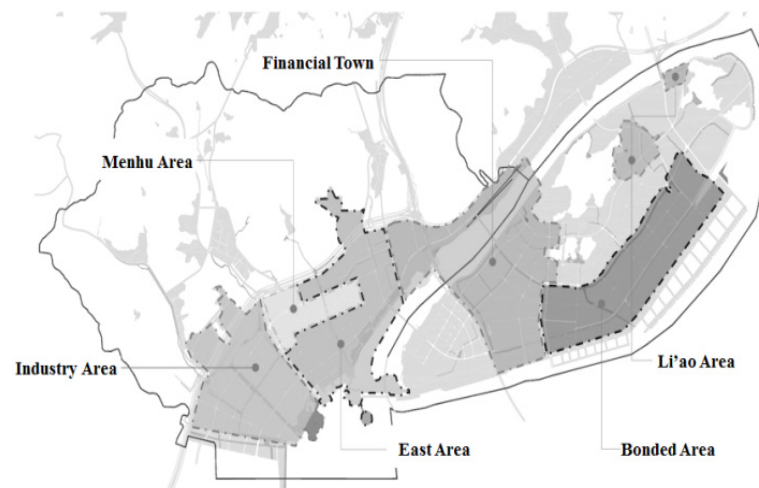 Financial Town
Menhu Area
Industry Area
Li'ao Area
East Area
Bonded Area